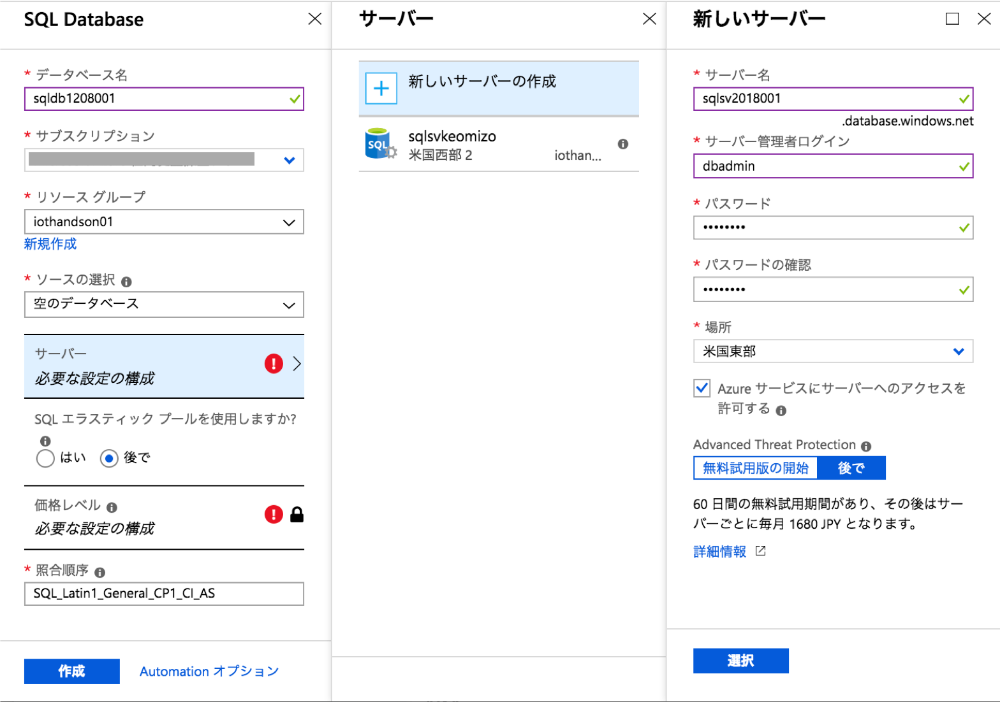 SQL Database
* データベース名
sqldb1208001
* サブスクリプション
* リソース グループ
iothandson01
新規作成
* ソースの選択
空のデータベース
サーバー
必要な設定の構成
SQL エラスティック プールを使用しますか?
はい 後で
価格レベル
必要な設定の構成
* 照合順序
SQL_Latin1_General_CP1_CI_AS
作成 Automation オプション
サーバー
新しいサーバーの作成
SQL
sqlsvkeomizo
米国西部 2 iothan...
新しいサーバー
* サーバー名
sqlsv2018001
.database.windows.net
* サーバー管理者ログイン
dbadmin
* パスワード
••••••••
* パスワードの確認
••••••••
* 場所
米国東部
Azure サービスにサーバーへのアクセスを
許可する
Advanced Threat Protection
無料試用版の開始 後で
60 日間の無料試用期間があり、その後はサー
バーごとに毎月 1680 JPY となります。
詳細情報
選択